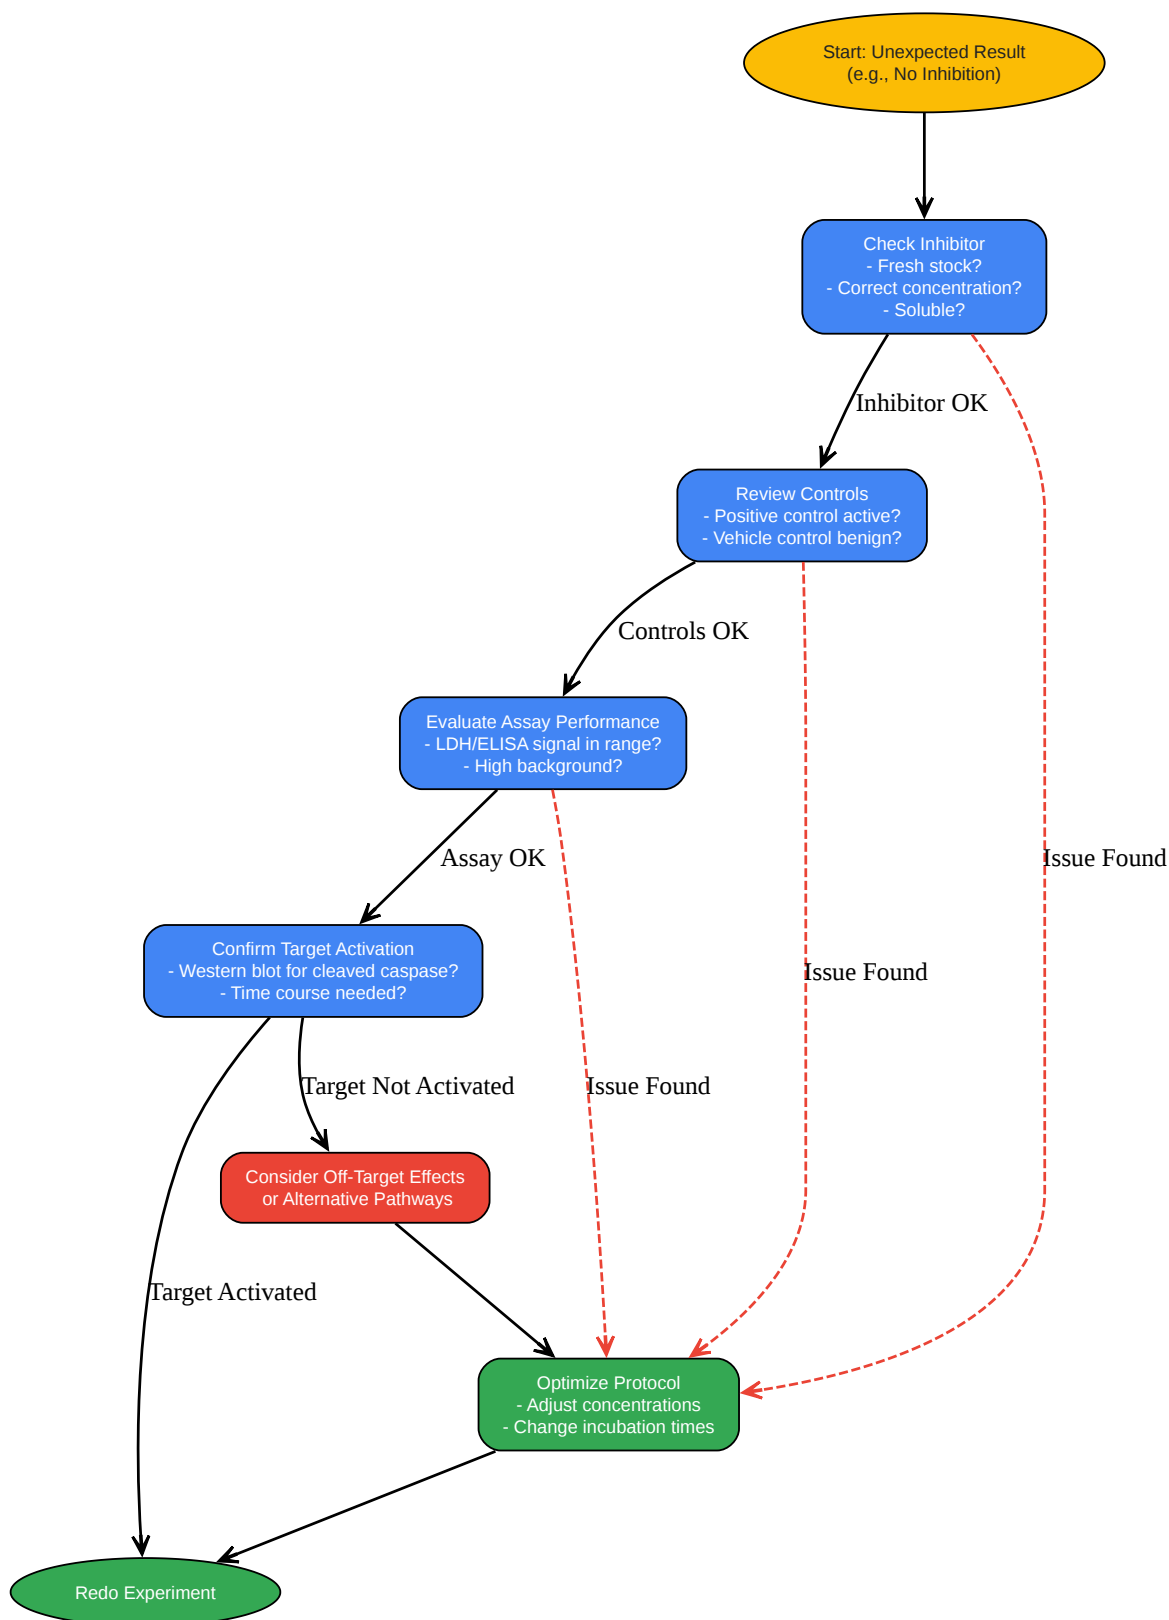 Start: Unexpected Result
(e.g., No Inhibition)
Check Inhibitor
- Fresh stock?
- Correct concentration?
- Soluble?
Inhibitor OK
Review Controls
- Positive control active?
- Vehicle control benign?
Controls OK
Evaluate Assay Performance
- LDH/ELISA signal in range?
- High background?
Assay OK
Issue Found
Confirm Target Activation
- Western blot for cleaved caspase?
- Time course needed?
Issue Found
Target Not Activated
Issue Found
Consider Off-Target Effects
or Alternative Pathways
Target Activated
Optimize Protocol
- Adjust concentrations
- Change incubation times
Redo Experiment